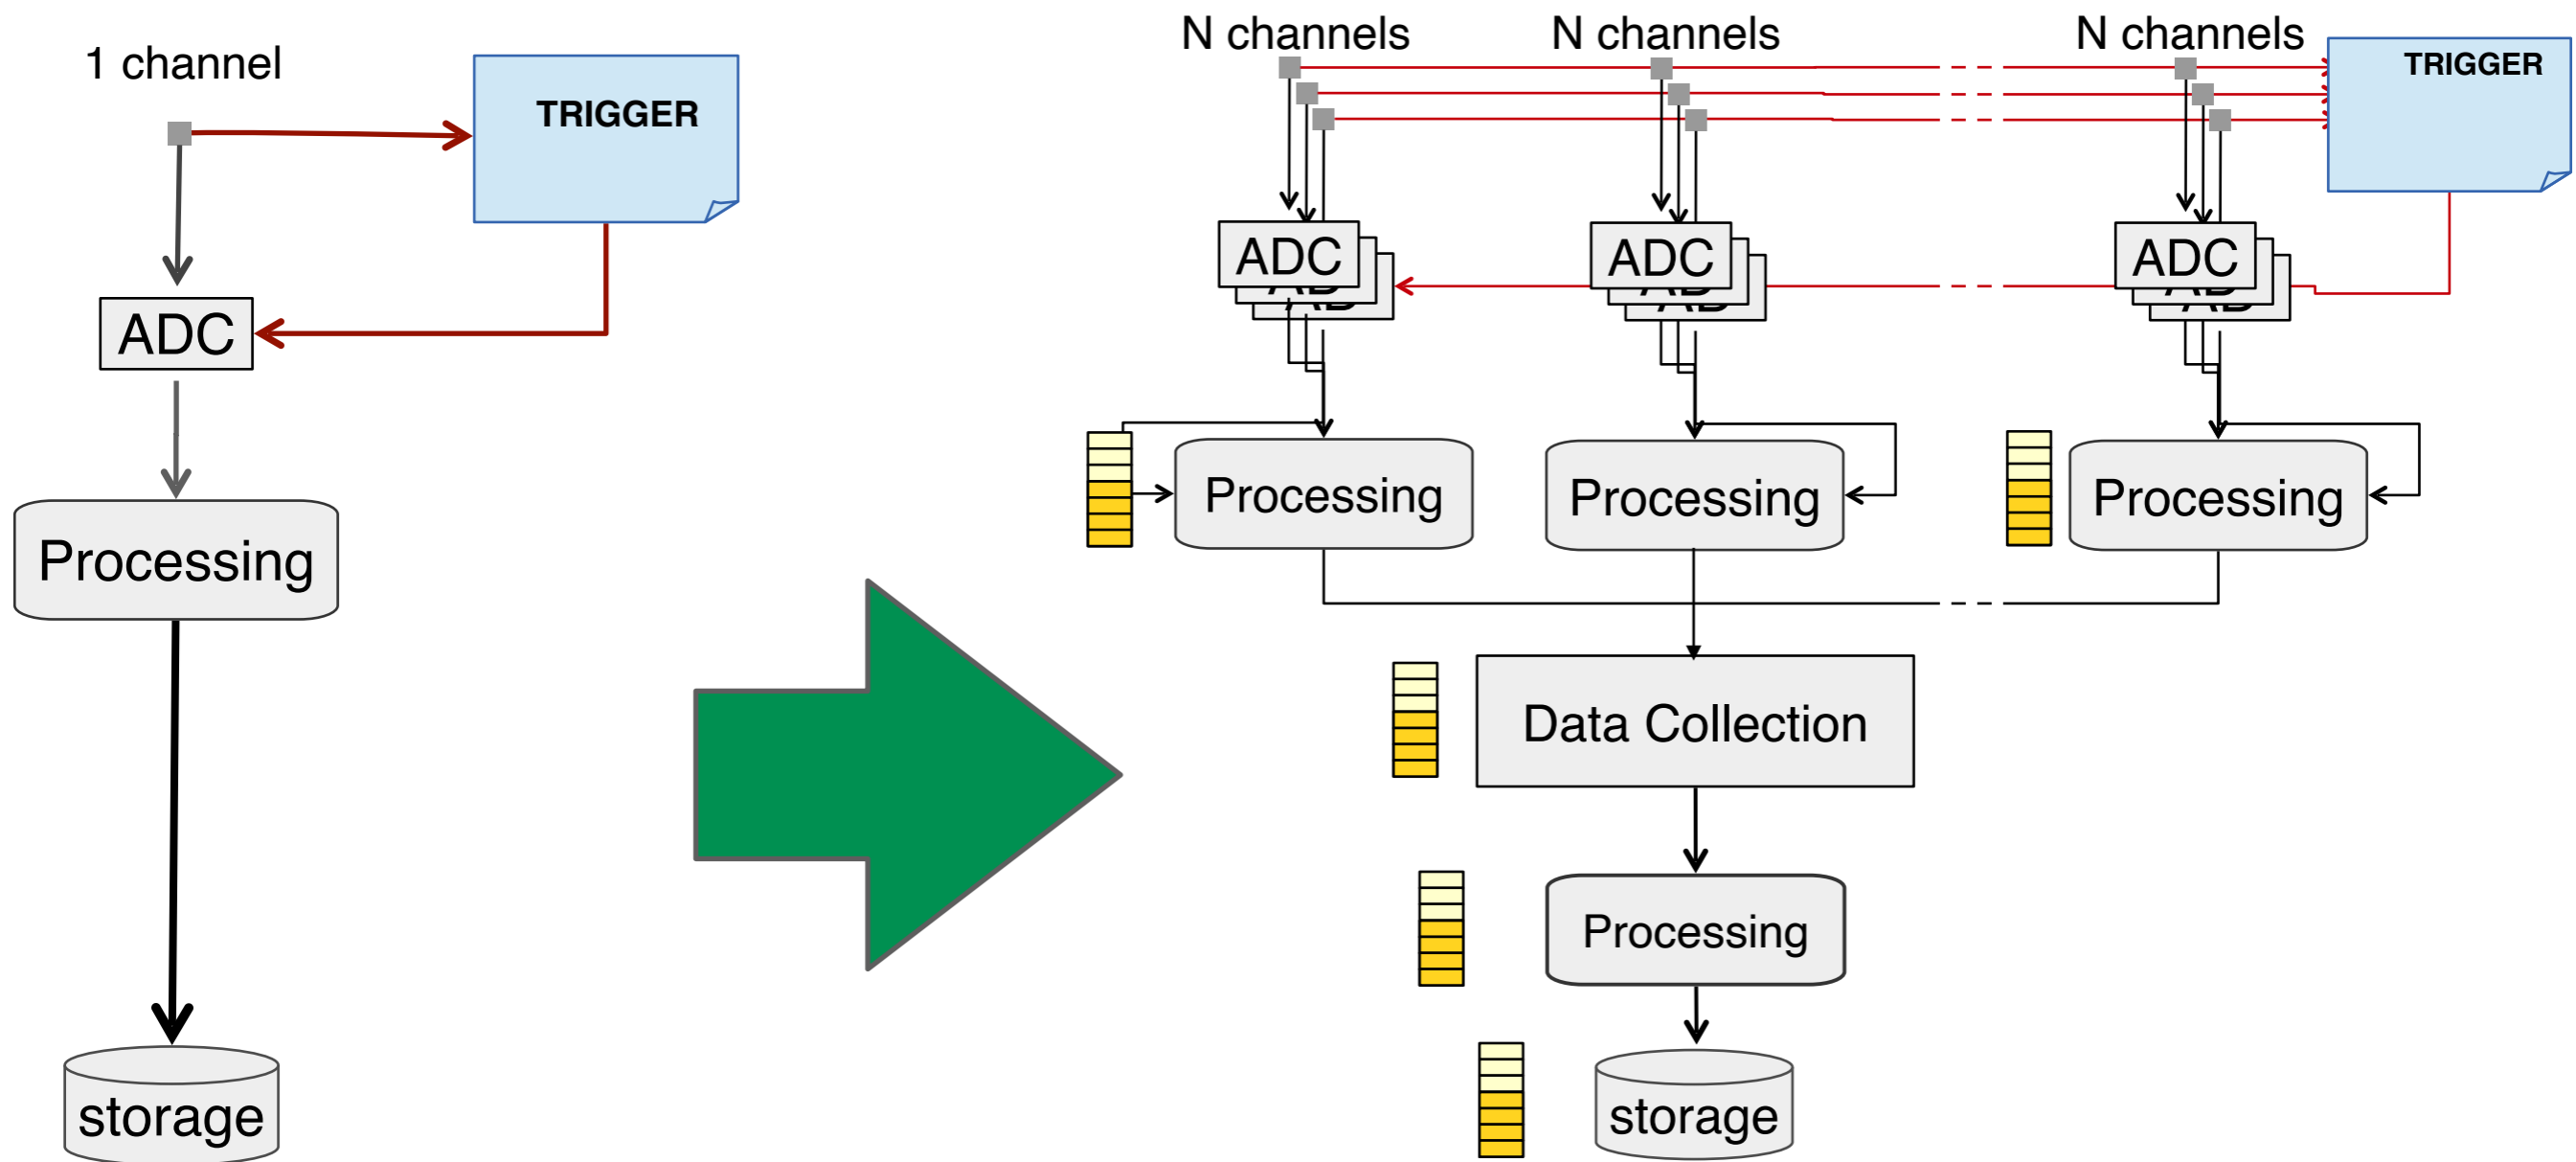 1 channel
TRIGGER
ADC
Processing
storage
N channels
N channels
N channels
TRIGGER
ADC
ADC
ADC
Processing
Processing
Processing
Data Collection
Processing
storage